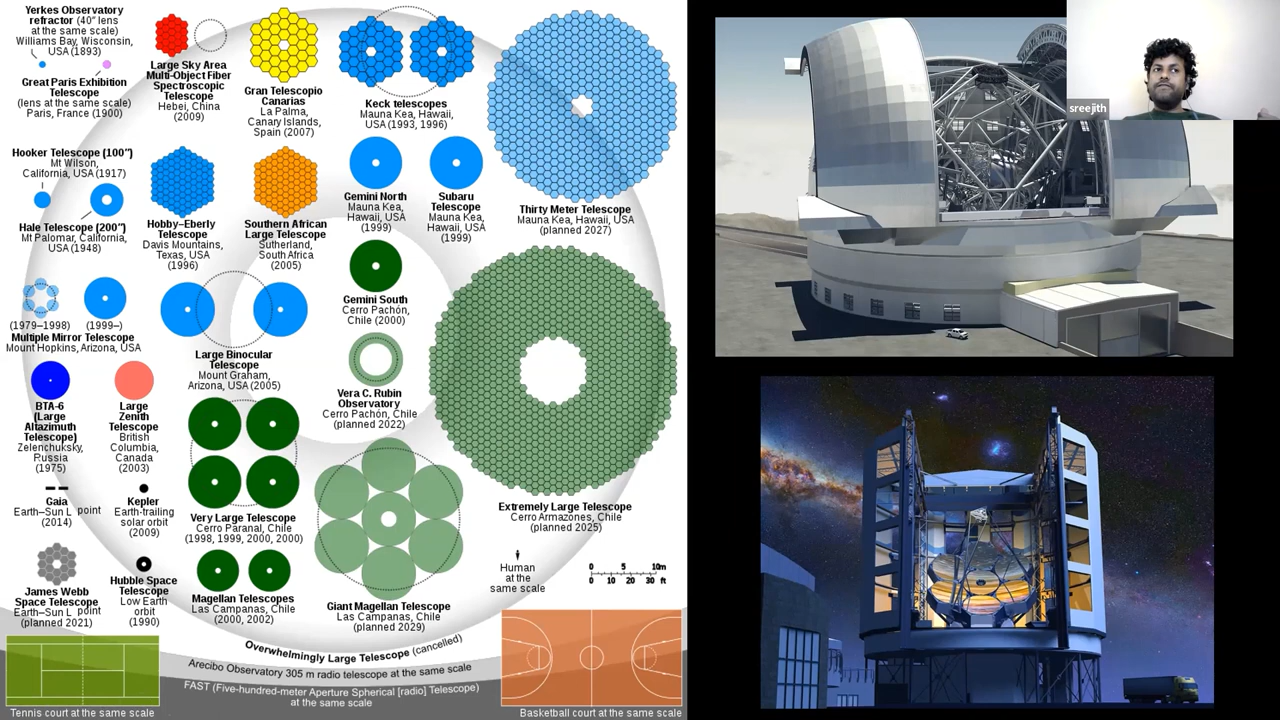 Yerkes Observatory
refractor (40″ lens
at the same scale)
Williams Bay, Wisconsin,
USA (1893)
Great Paris Exhibition
Telescope
(lens at the same scale)
Paris, France (1900)
Large Sky Area
Multi-Object Fiber
Spectroscopic
Telescope
Hebei, China
(2009)
Gran Telescopio
Canarias
La Palma,
Canary Islands,
Spain (2007)
Keck telescopes
Mauna Kea, Hawaii,
USA (1993, 1996)
Thirty Meter Telescope
Mauna Kea, Hawaii, USA
(planned 2027)
Hooker Telescope (100″)
Mt Wilson,
California, USA (1917)
Hale Telescope (200″)
Mt Palomar, California,
USA (1948)
Hobby–Eberly
Telescope
Davis Mountains,
Texas, USA
(1996)
Southern African
Large Telescope
Sutherland,
South Africa
(2005)
Gemini North
Mauna Kea,
Hawaii, USA
(1999)
Subaru
Telescope
Mauna Kea,
Hawaii, USA
(1999)
Gemini South
Cerro Pachón,
Chile (2000)
(1979–1998) (1999–)
Multiple Mirror Telescope
Mount Hopkins, Arizona, USA
Large Binocular
Telescope
Mount Graham,
Arizona, USA (2005)
Vera C. Rubin
Observatory
Cerro Pachón, Chile
(planned 2022)
BTA-6
(Large
Altazimuth
Telescope)
Zelenchuksky,
Russia
(1975)
Large
Zenith
Telescope
British
Columbia,
Canada
(2003)
Gaia
Earth–Sun L point
(2014)
Kepler
Earth-trailing
solar orbit
(2009)
Very Large Telescope
Cerro Paranal, Chile
(1998, 1999, 2000, 2000)
Extremely Large Telescope
Cerro Armazones, Chile
(planned 2025)
James Webb
Space Telescope
Earth–Sun L point
(planned 2021)
Hubble Space
Telescope
Low Earth
orbit
(1990)
Magellan Telescopes
Las Campanas, Chile
(2000, 2002)
Giant Magellan Telescope
Las Campanas, Chile
(planned 2029)
Human
at the
same scale
0 5 10m
0 10 20 30 ft
Overwhelmingly Large Telescope (cancelled)
Arecibo Observatory 305 m radio telescope at the same scale
FAST (Five-hundred-meter Aperture Spherical [radio] Telescope)
at the same scale
Tennis court at the same scale
Basketball court at the same scale
sreejith